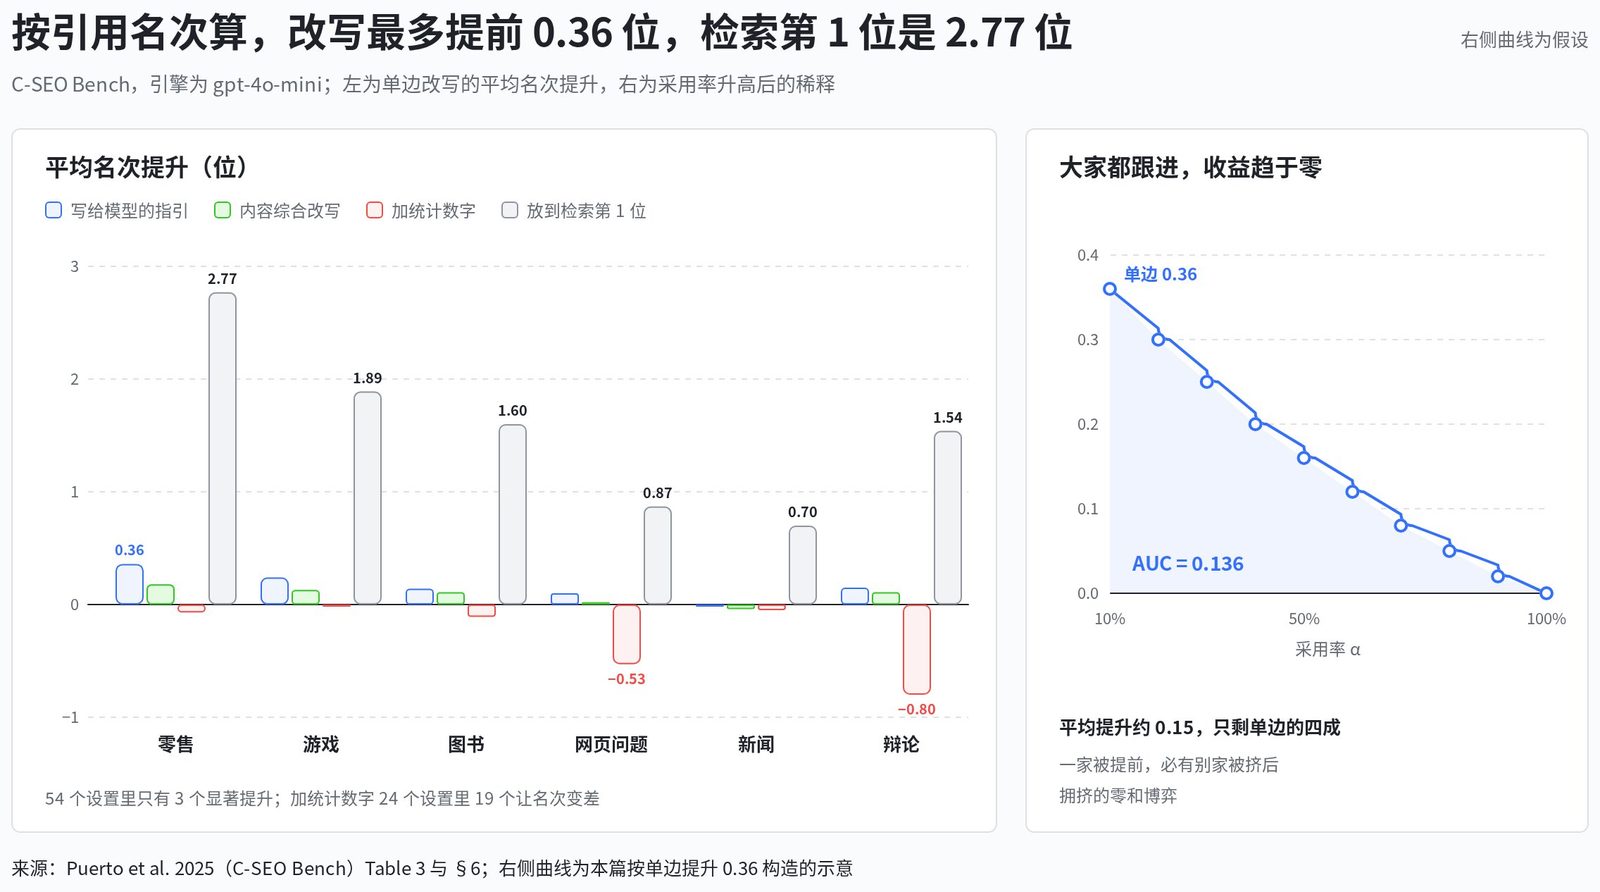 按引用名次算，改写最多提前 0.36 位，检索第 1 位是 2.77 位
右侧曲线为假设
C-SEO Bench，引擎为 gpt-4o-mini；左为单边改写的平均名次提升，右为采用率升高后的稀释
平均名次提升（位）
写给模型的指引 内容综合改写 加统计数字 放到检索第 1 位
3
2
1
0
−1
0.36
2.77
1.89
1.60
−0.53
0.87
0.70
−0.80
1.54
零售 游戏 图书 网页问题 新闻 辩论
54 个设置里只有 3 个显著提升；加统计数字 24 个设置里 19 个让名次变差
大家都跟进，收益趋于零
0.4
0.3
0.2
0.1
0.0
单边 0.36
AUC = 0.136
10% 50% 100%
采用率 α
平均提升约 0.15，只剩单边的四成
一家被提前，必有别家被挤后
拥挤的零和博弈
来源：Puerto et al. 2025（C-SEO Bench）Table 3 与 §6；右侧曲线为本篇按单边提升 0.36 构造的示意